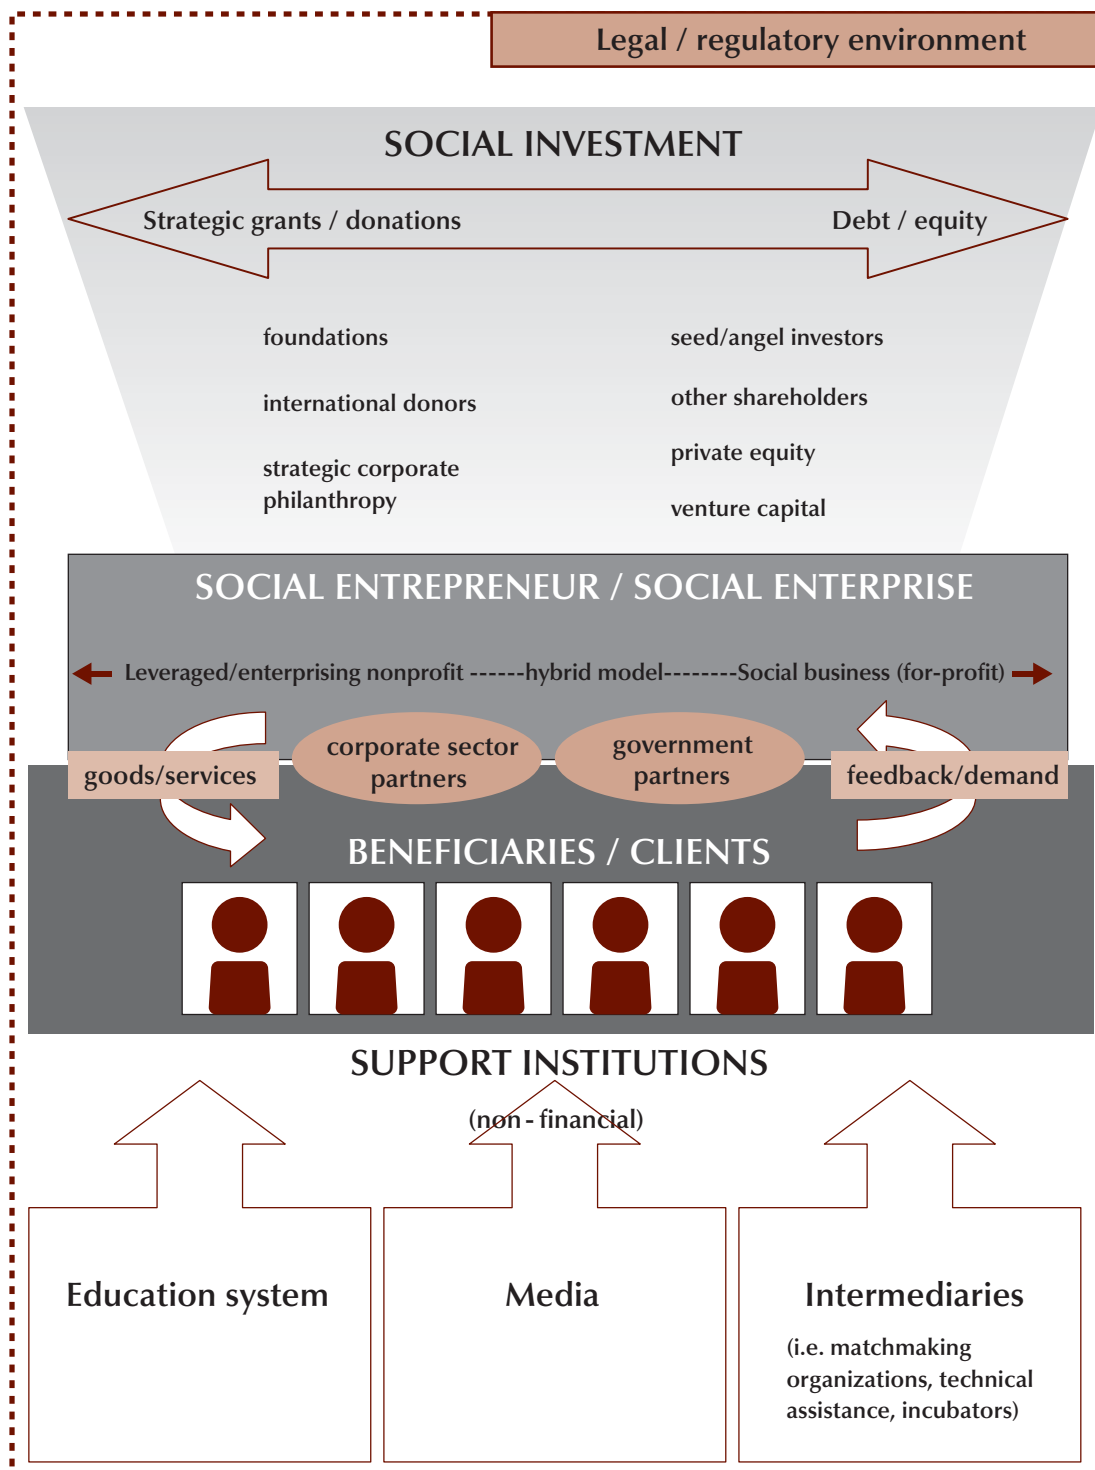 Legal / regulatory environment
SOCIAL INVESTMENT
Strategic grants / donations
Debt / equity
foundations
international donors
strategic corporate
philanthropy
seed/angel investors
other shareholders
private equity
venture capital
SOCIAL ENTREPRENEUR / SOCIAL ENTERPRISE
Leveraged/enterprising nonprofit ------hybrid model--------Social business (for-profit)
goods/services
corporate sector
partners
government
partners
feedback/demand
BENEFICIARIES / CLIENTS
SUPPORT INSTITUTIONS
(non - financial)
Education system
Media
Intermediaries
(i.e. matchmaking
organizations, technical
assistance, incubators)